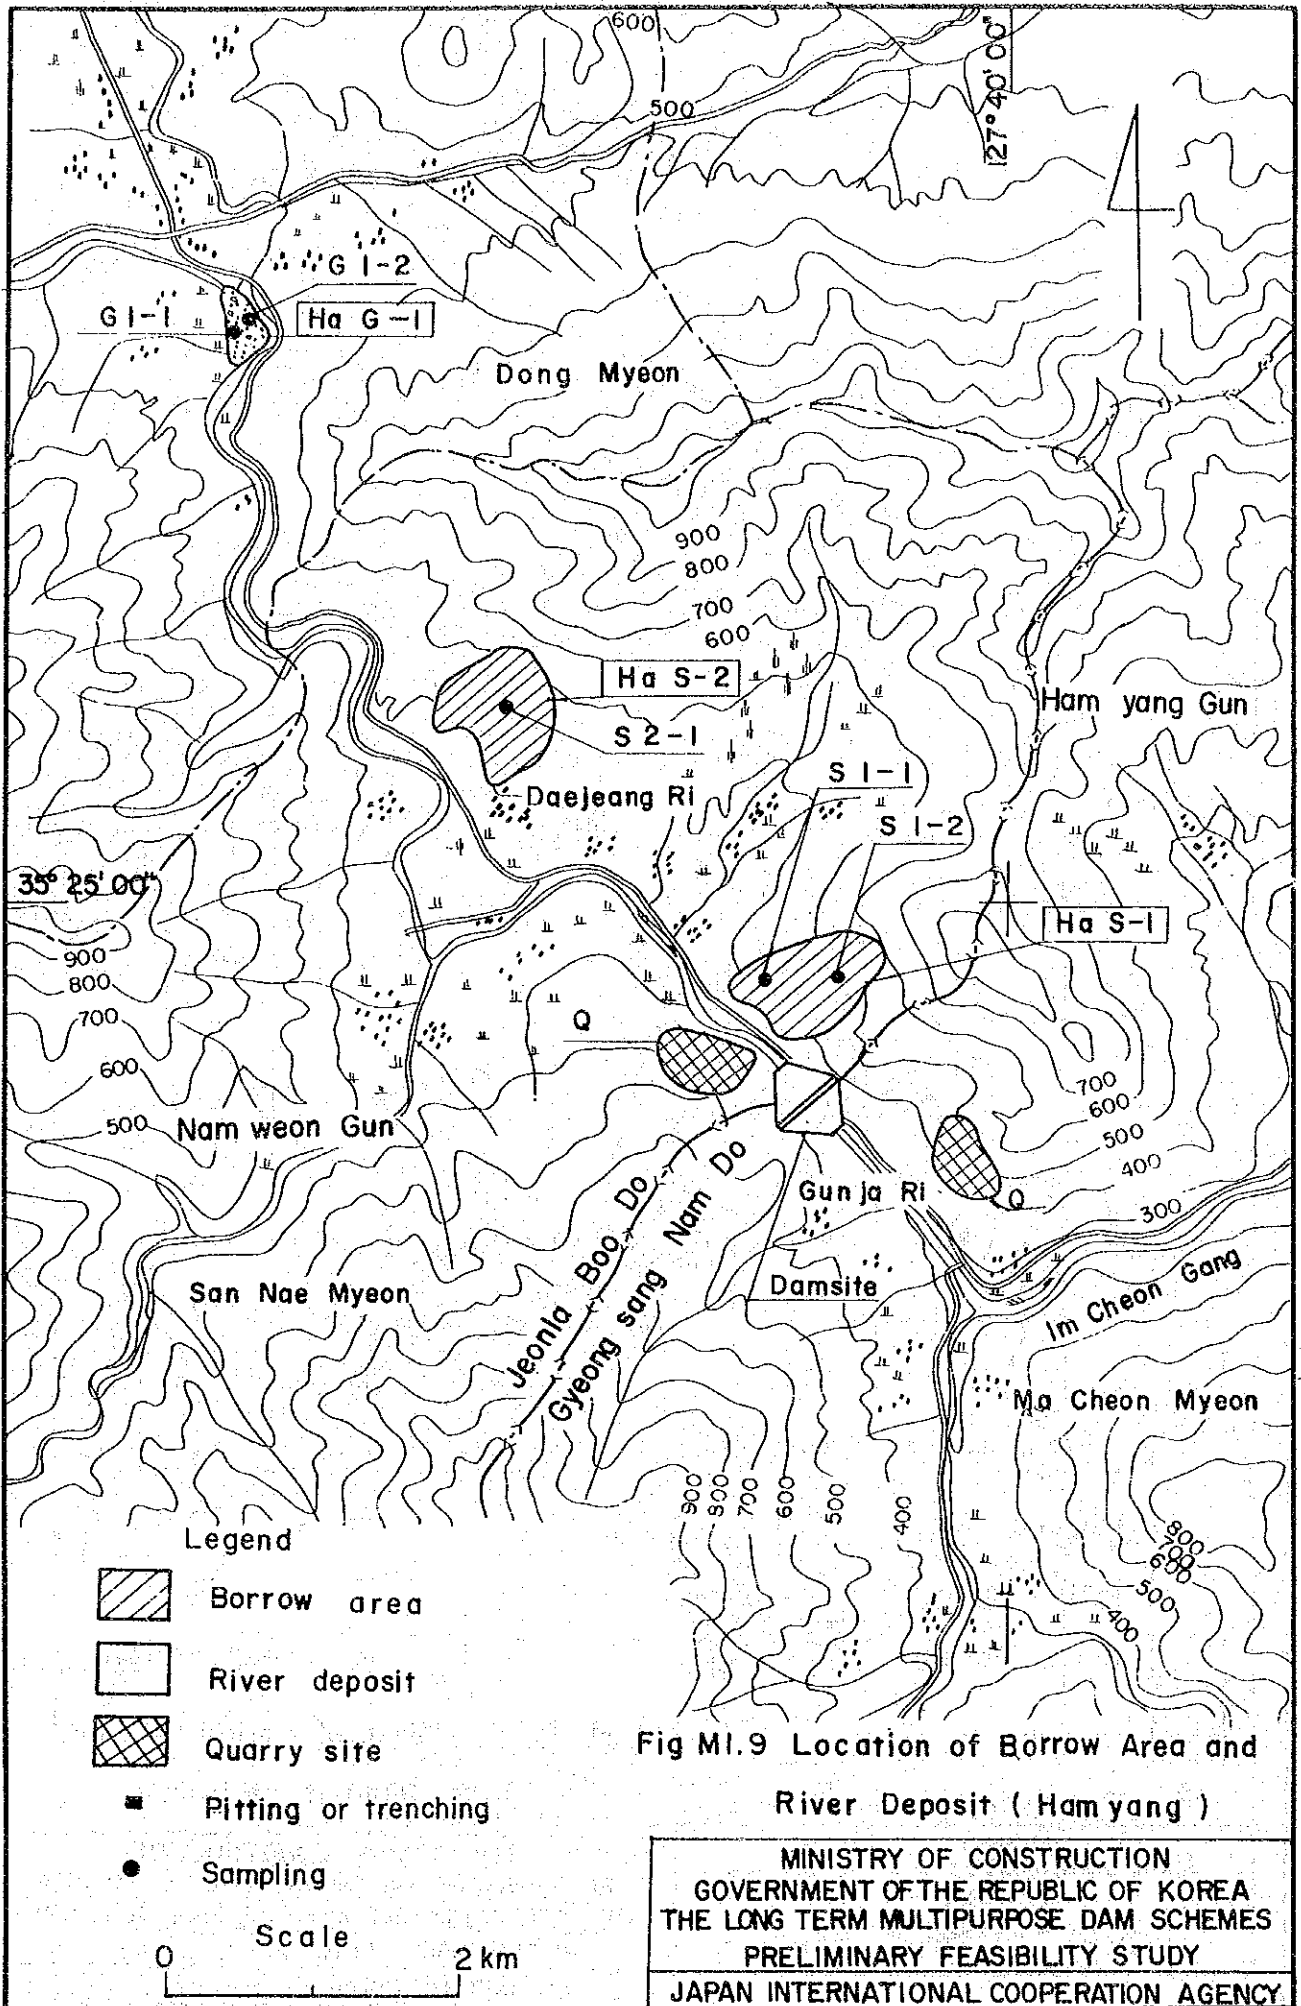 600
500
127° 40' 00"
G 1-2
G 1-1
Ha G-1
Dong Myeon
900
800
700
600
Ha S-2
Ham yang Gun
S 2-1
S 1-1
Daejeang Ri
S 1-2
35° 25' 00"
Ha S-1
900
800
700
600
500
Q
Nam weon Gun
700
600
500
400
300
Gun ja Ri
Q
Jeonla Boo Do
Gyeong sang Nam Do
San Nae Myeon
Damsite
Im Cheon Gang
Ma Cheon Myeon
900
800
700
600
500
400
800
700
600
500
400
Legend
Borrow area
River deposit
Quarry site
Pitting or trenching
Sampling
Scale
0 2 km
Fig M1.9 Location of Borrow Area and
River Deposit ( Ham yang )
MINISTRY OF CONSTRUCTION
GOVERNMENT OF THE REPUBLIC OF KOREA
THE LONG TERM MULTIPURPOSE DAM SCHEMES
PRELIMINARY FEASIBILITY STUDY
JAPAN INTERNATIONAL COOPERATION AGENCY